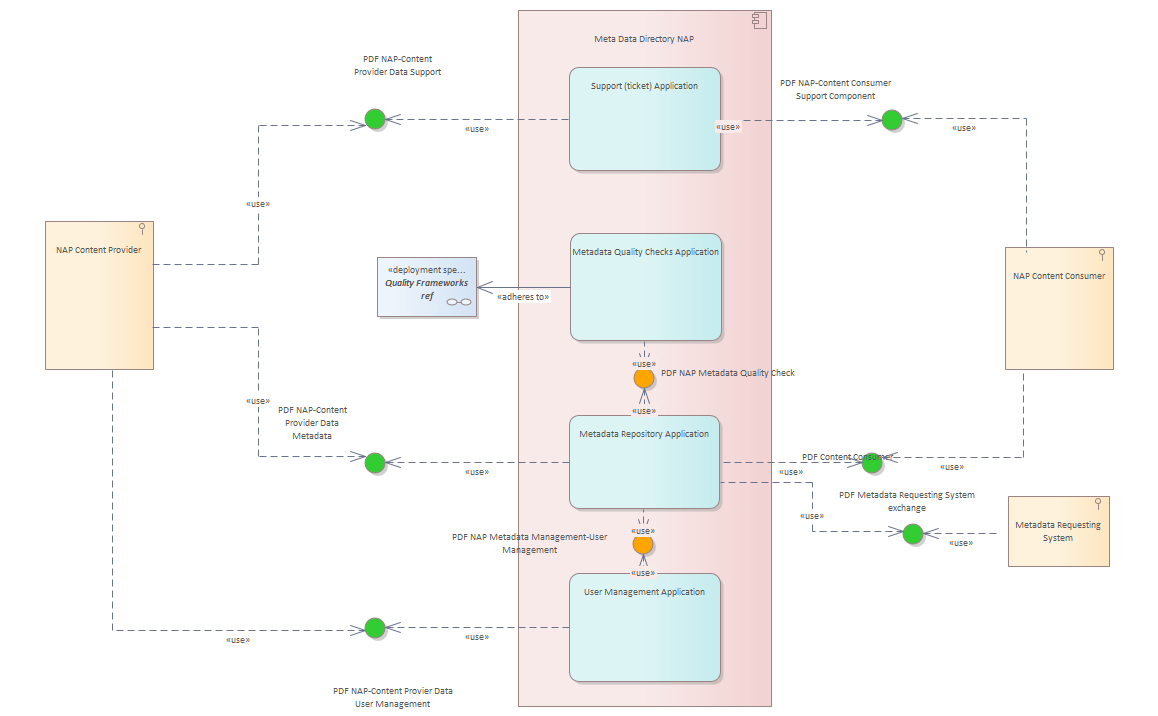 Meta Data Directory NAP
PDF NAP-Content
Provider Data Support
Support (ticket) Application
PDF NAP-Content Consumer
Support Component
«use»
«use»
«use»
«use»
NAP Content Provider
Metadata Quality Checks Application
«deployment spe...
Quality Frameworks
ref
«adheres to»
NAP Content Consumer
«use»
PDF NAP Metadata Quality Check
«use»
«use»
PDF NAP-Content
Provider Data
Metadata
Metadata Repository Application
PDF Content Consumer
«use»
«use»
«use»
PDF Metadata Requesting System
exchange
«use»
«use»
Metadata Requesting
System
«use»
PDF NAP Metadata Management-User
Management
«use»
User Management Application
«use»
«use»
PDF NAP-Content Provier Data
User Management